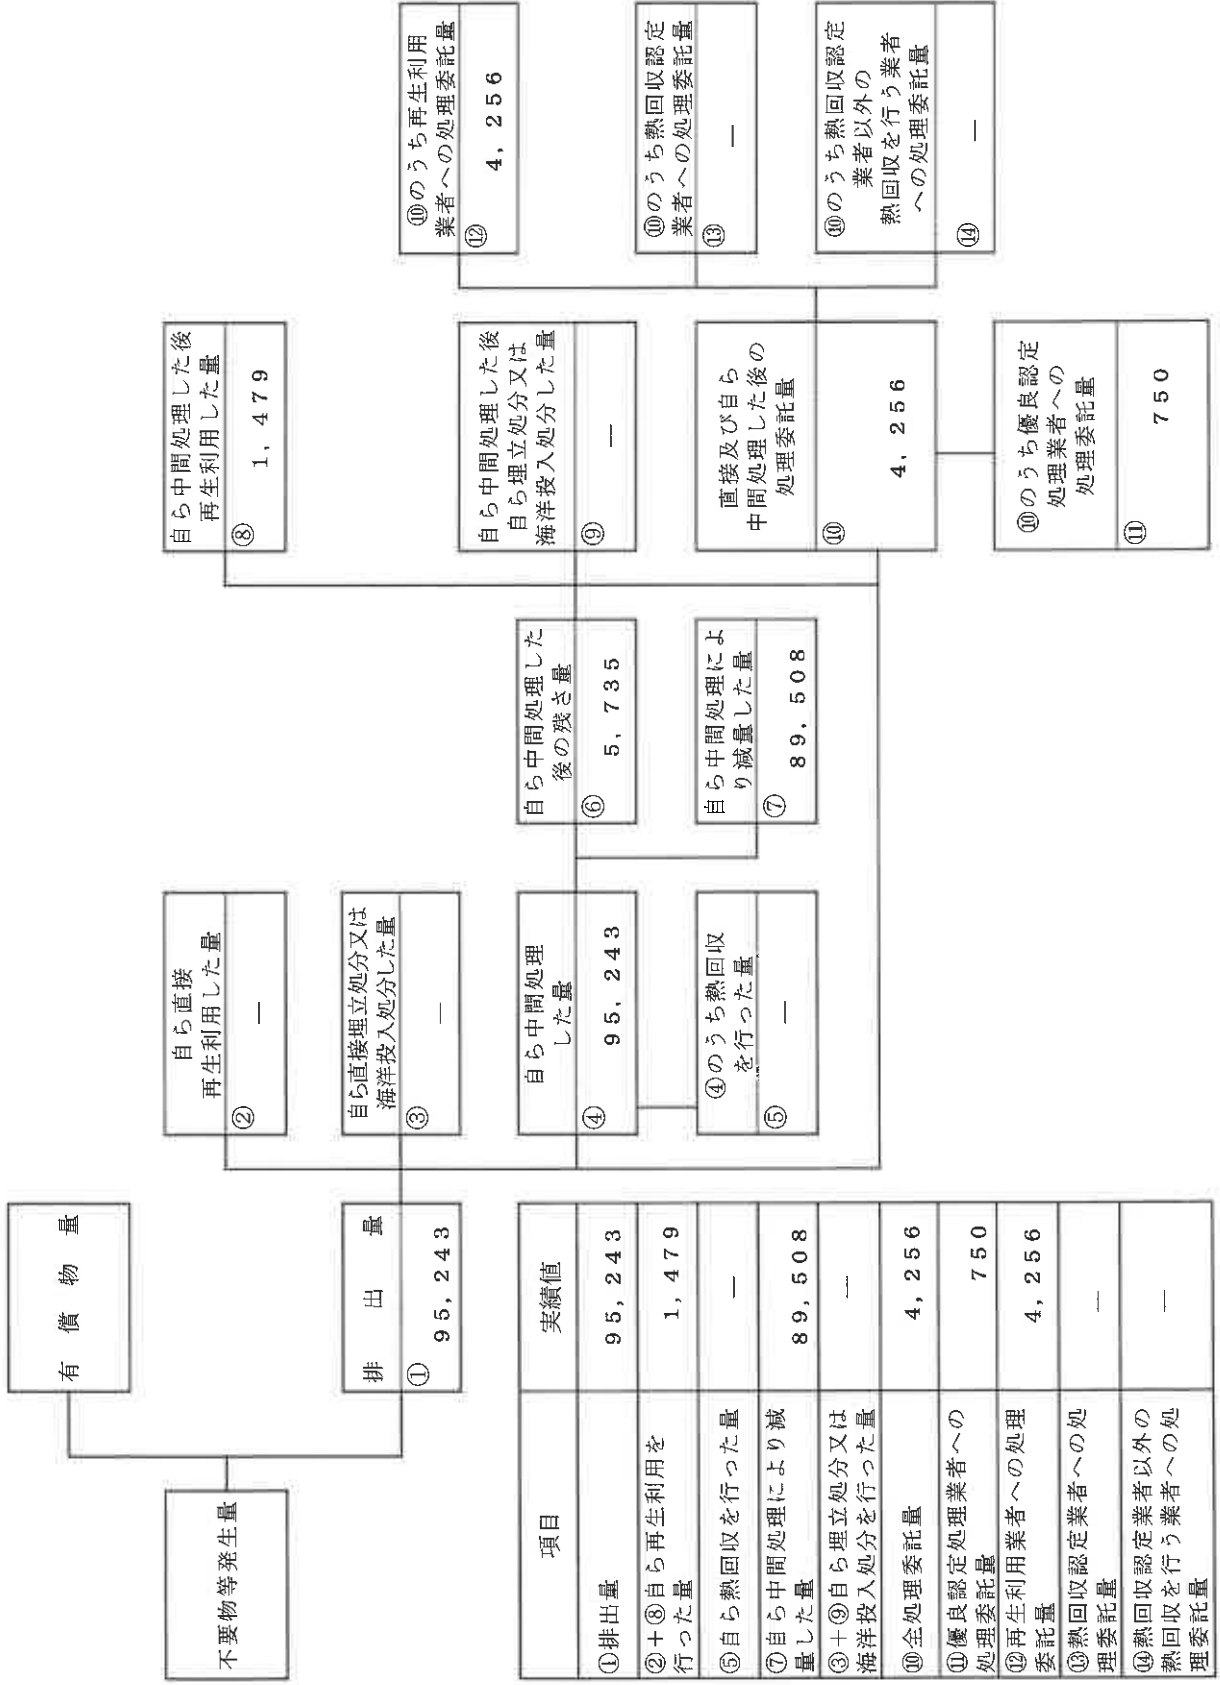 不要物等発生量
有償物量
排出量
①
95,243
自ら直接
再生利用した量
②
―
自ら直接埋立処分又は
海洋投入処分した量
③
―
自ら中間処理
した量
④
95,243
④のうち熱回収
を行った量
⑤
―
自ら中間処理した
後の残さ量
⑥
5,735
自ら中間処理によ
り減量した量
⑦
89,508
自ら中間処理した後
再生利用した量
⑧
1,479
自ら中間処理した後
自ら埋立処分又は
海洋投入処分した量
⑨
―
直接及び自ら
中間処理した後の
処理委託量
⑩
4,256
⑩のうち優良認定
処理業者への
処理委託量
⑪
750
⑩のうち再生利用
業者への処理委託量
⑫
4,256
⑩のうち熱回収認定
業者への処理委託量
⑬
―
⑩のうち熱回収認定
業者以外の
熱回収を行う業者
への処理委託量
⑭
―
項目 実績値
①排出量 95,243
②+⑧自ら再生利用を
行った量 1,479
⑤自ら熱回収を行った量 ―
⑦自ら中間処理により減
量した量 89,508
③+⑨自ら埋立処分又は
海洋投入処分を行った量 ―
⑩全処理委託量 4,256
⑪優良認定処理業者への
処理委託量 750
⑫再生利用業者への処理
委託量 4,256
⑬熱回収認定業者への処
理委託量 ―
⑭熱回収認定業者以外の
熱回収を行う業者への処
理委託量 ―